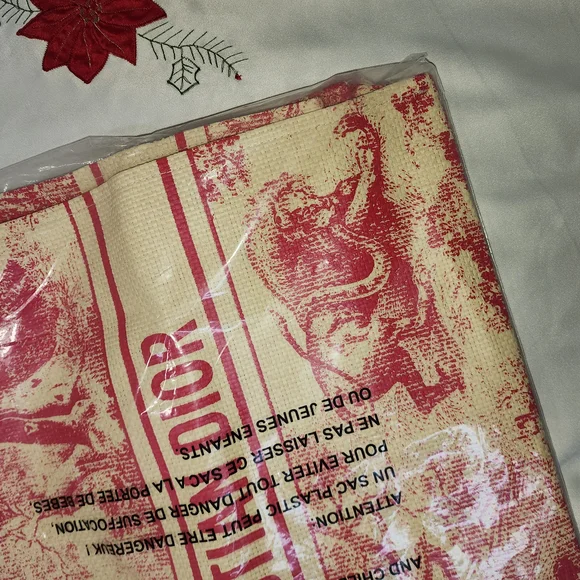 TIAN DIOR
AND CHIL
ATTENTION:
UN SAC PLASTIC PEUT ETRE DANGEREUX !
POUR EVITER TOUT DANGER DE SUFFOCATION,
NE PAS LAISSER CE SAC A LA PORTEE DE BEBES
OU DE JEUNES ENFANTS.